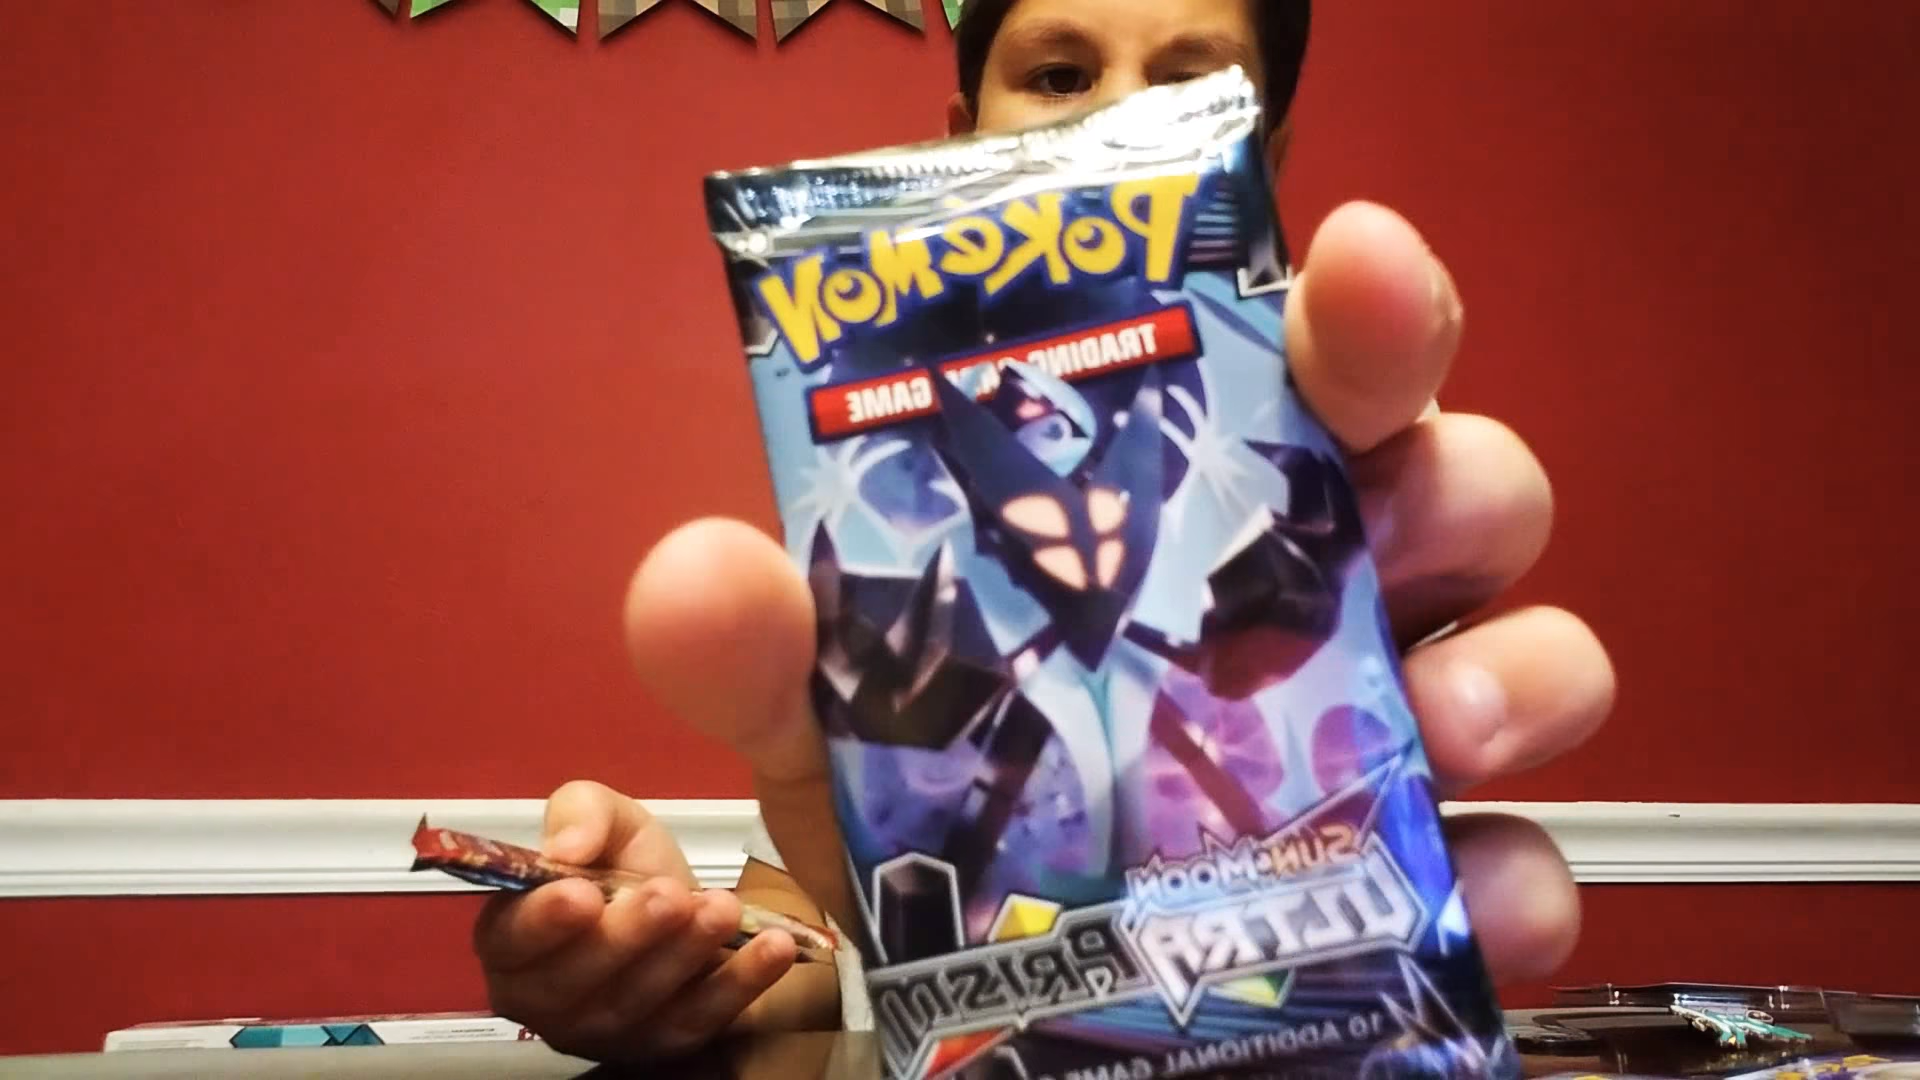 Pokémon
TRADING CARD GAME
SUN & MOON
ULTRA PRISM
10 ADDITIONAL GAME